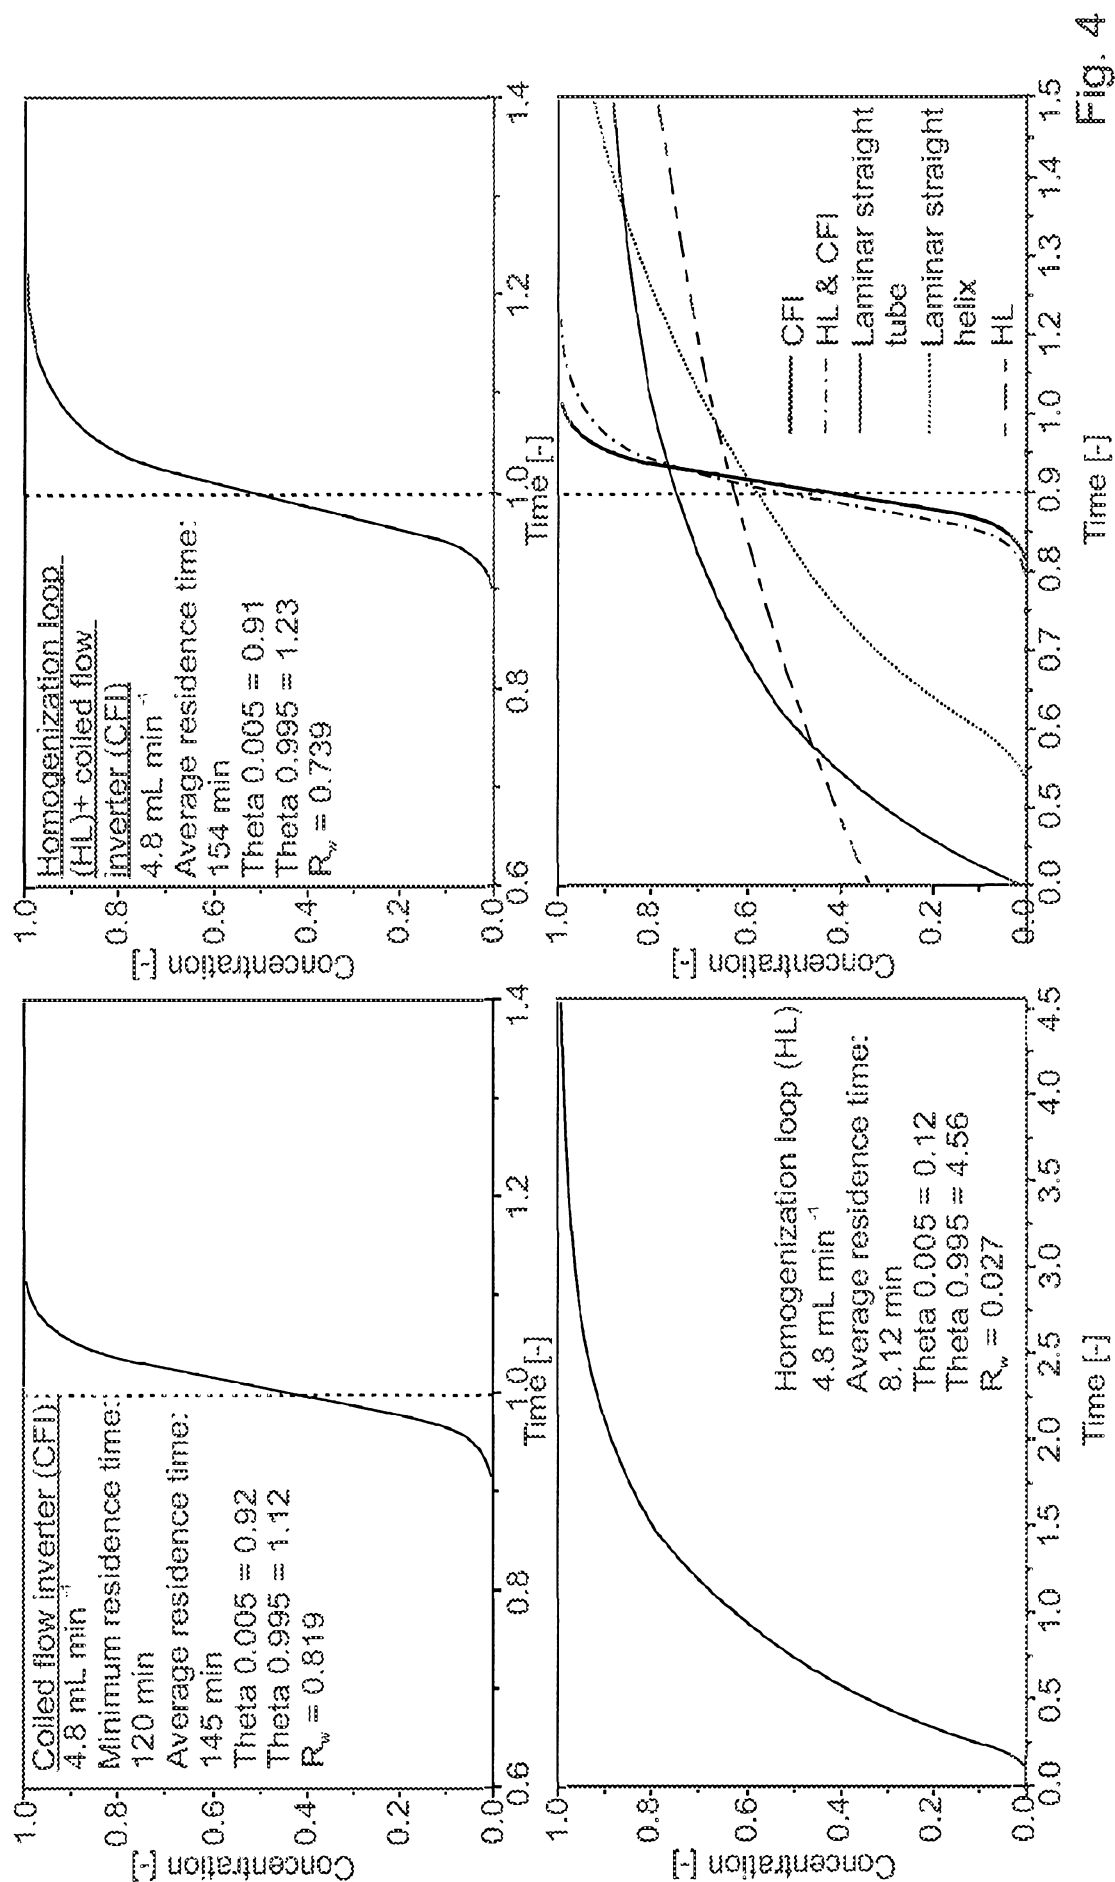 Coiled flow inverter (CFI)
4.8 mL min⁻¹
Minimum residence time:
120 min
Average residence time:
145 min
Theta 0.005 = 0.92
Theta 0.995 = 1.12
R_w = 0.819
Concentration [-]
1.0
0.8
0.6
0.4
0.2
0.0
0.6
0.8
1.0
1.2
1.4
Time [-]
Homogenization loop
(HL)+ coiled flow
inverter (CFI)
4.8 mL min⁻¹
Average residence time:
154 min
Theta 0.005 = 0.91
Theta 0.995 = 1.23
R_w = 0.739
Concentration [-]
1.0
0.8
0.6
0.4
0.2
0.0
0.6
0.8
1.0
1.2
1.4
Time [-]
Homogenization loop (HL)
4.8 mL min⁻¹
Average residence time:
8.12 min
Theta 0.005 = 0.12
Theta 0.995 = 4.56
R_w = 0.027
Concentration [-]
1.0
0.8
0.6
0.4
0.2
0.0
0.0
0.5
1.0
1.5
2.0
2.5
3.0
3.5
4.0
4.5
Time [-]
CFI
HL & CFI
Laminar straight
tube
Laminar straight
helix
HL
Concentration [-]
1.0
0.8
0.6
0.4
0.2
0.0
0.0
0.5
0.6
0.7
0.8
0.9
1.0
1.2
1.3
1.4
1.5
Time [-]
Fig. 4